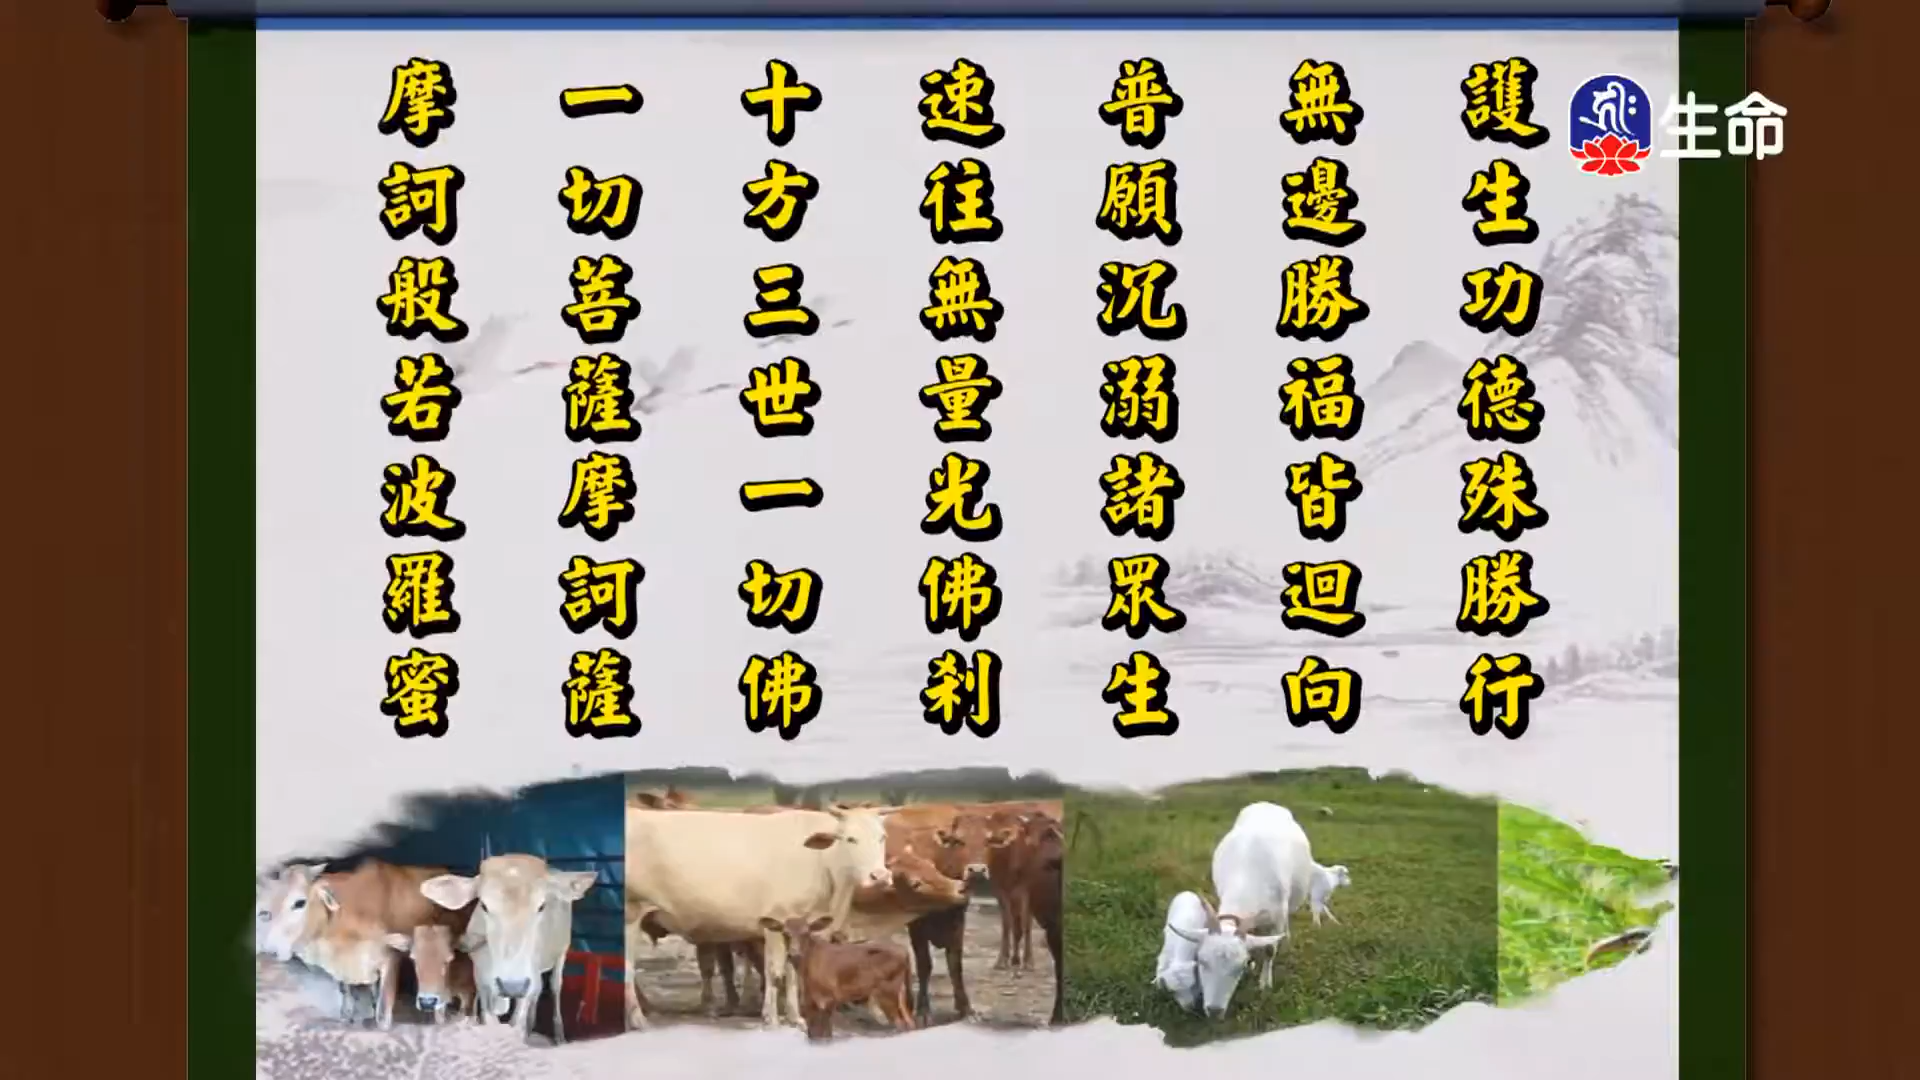 護生功德殊勝行
無邊勝福皆迴向
普願沉溺諸眾生
速往無量光佛剎
十方三世一切佛
一切菩薩摩訶薩
摩訶般若波羅蜜
生命